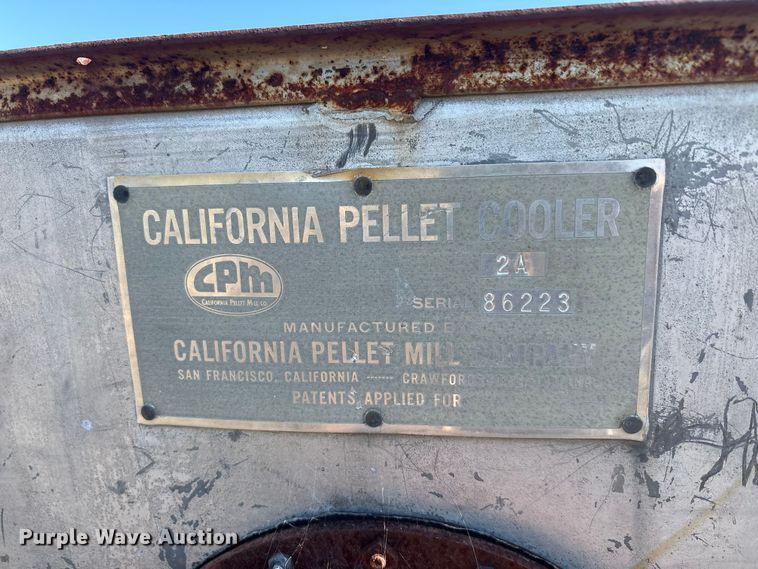 CALIFORNIA PELLET COOLER
CPM
CALIFORNIA PELLET MILL CO.
2A
SERIAL 86223
MANUFACTURED
CALIFORNIA PELLET MILL COMPANY
SAN FRANCISCO, CALIFORNIA
PATENTS APPLIED FOR
Purple Wave Auction